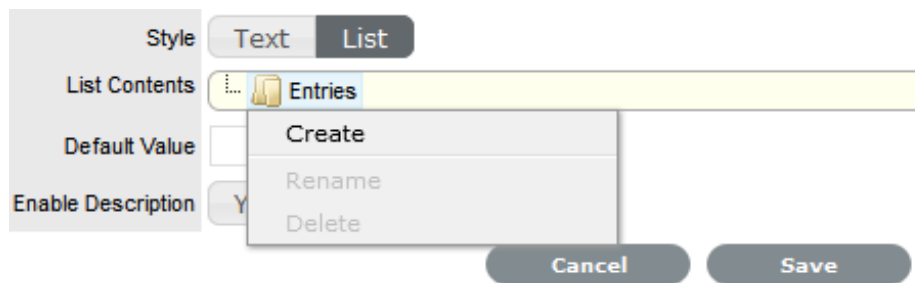 Style Text List
List Contents Entries
Create
Default Value
Rename
Enable Description Y
Delete
Cancel Save